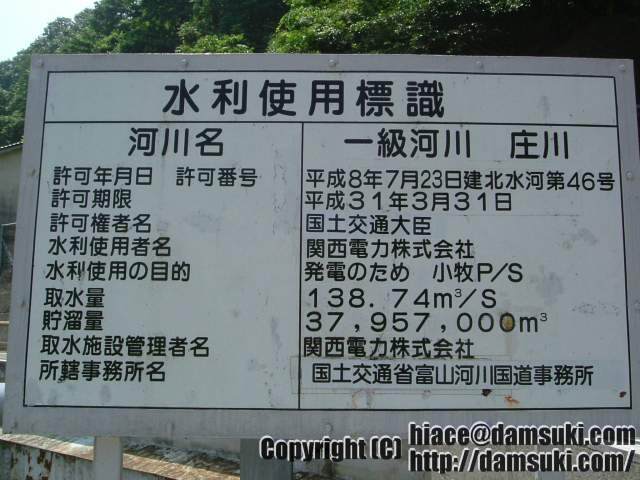 水利使用標識
河川名 一級河川 庄川
許可年月日 許可番号 平成8年7月23日建北水河第46号
許可期限 平成31年3月31日
許可権者名 国土交通大臣
水利使用者名 関西電力株式会社
水利使用の目的 発電のため 小牧P/S
取水量 138.74m³/S
貯溜量 37,957,000m³
取水施設管理者名 関西電力株式会社
所轄事務所名 国土交通省富山河川国道事務所
Copyright (C) hiace@damsuki.com
http://damsuki.com/